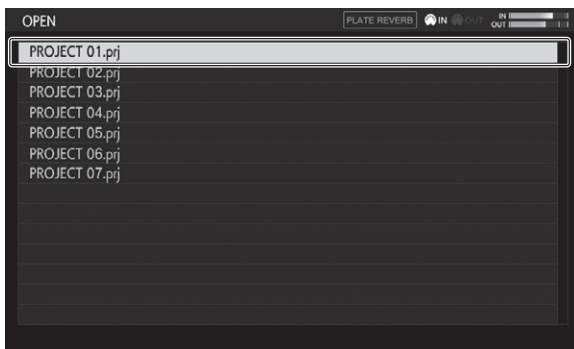 OPEN PLATE REVERB IN OUT IN OUT
PROJECT 01.prj
PROJECT 02.prj
PROJECT 03.prj
PROJECT 04.prj
PROJECT 05.prj
PROJECT 06.prj
PROJECT 07.prj